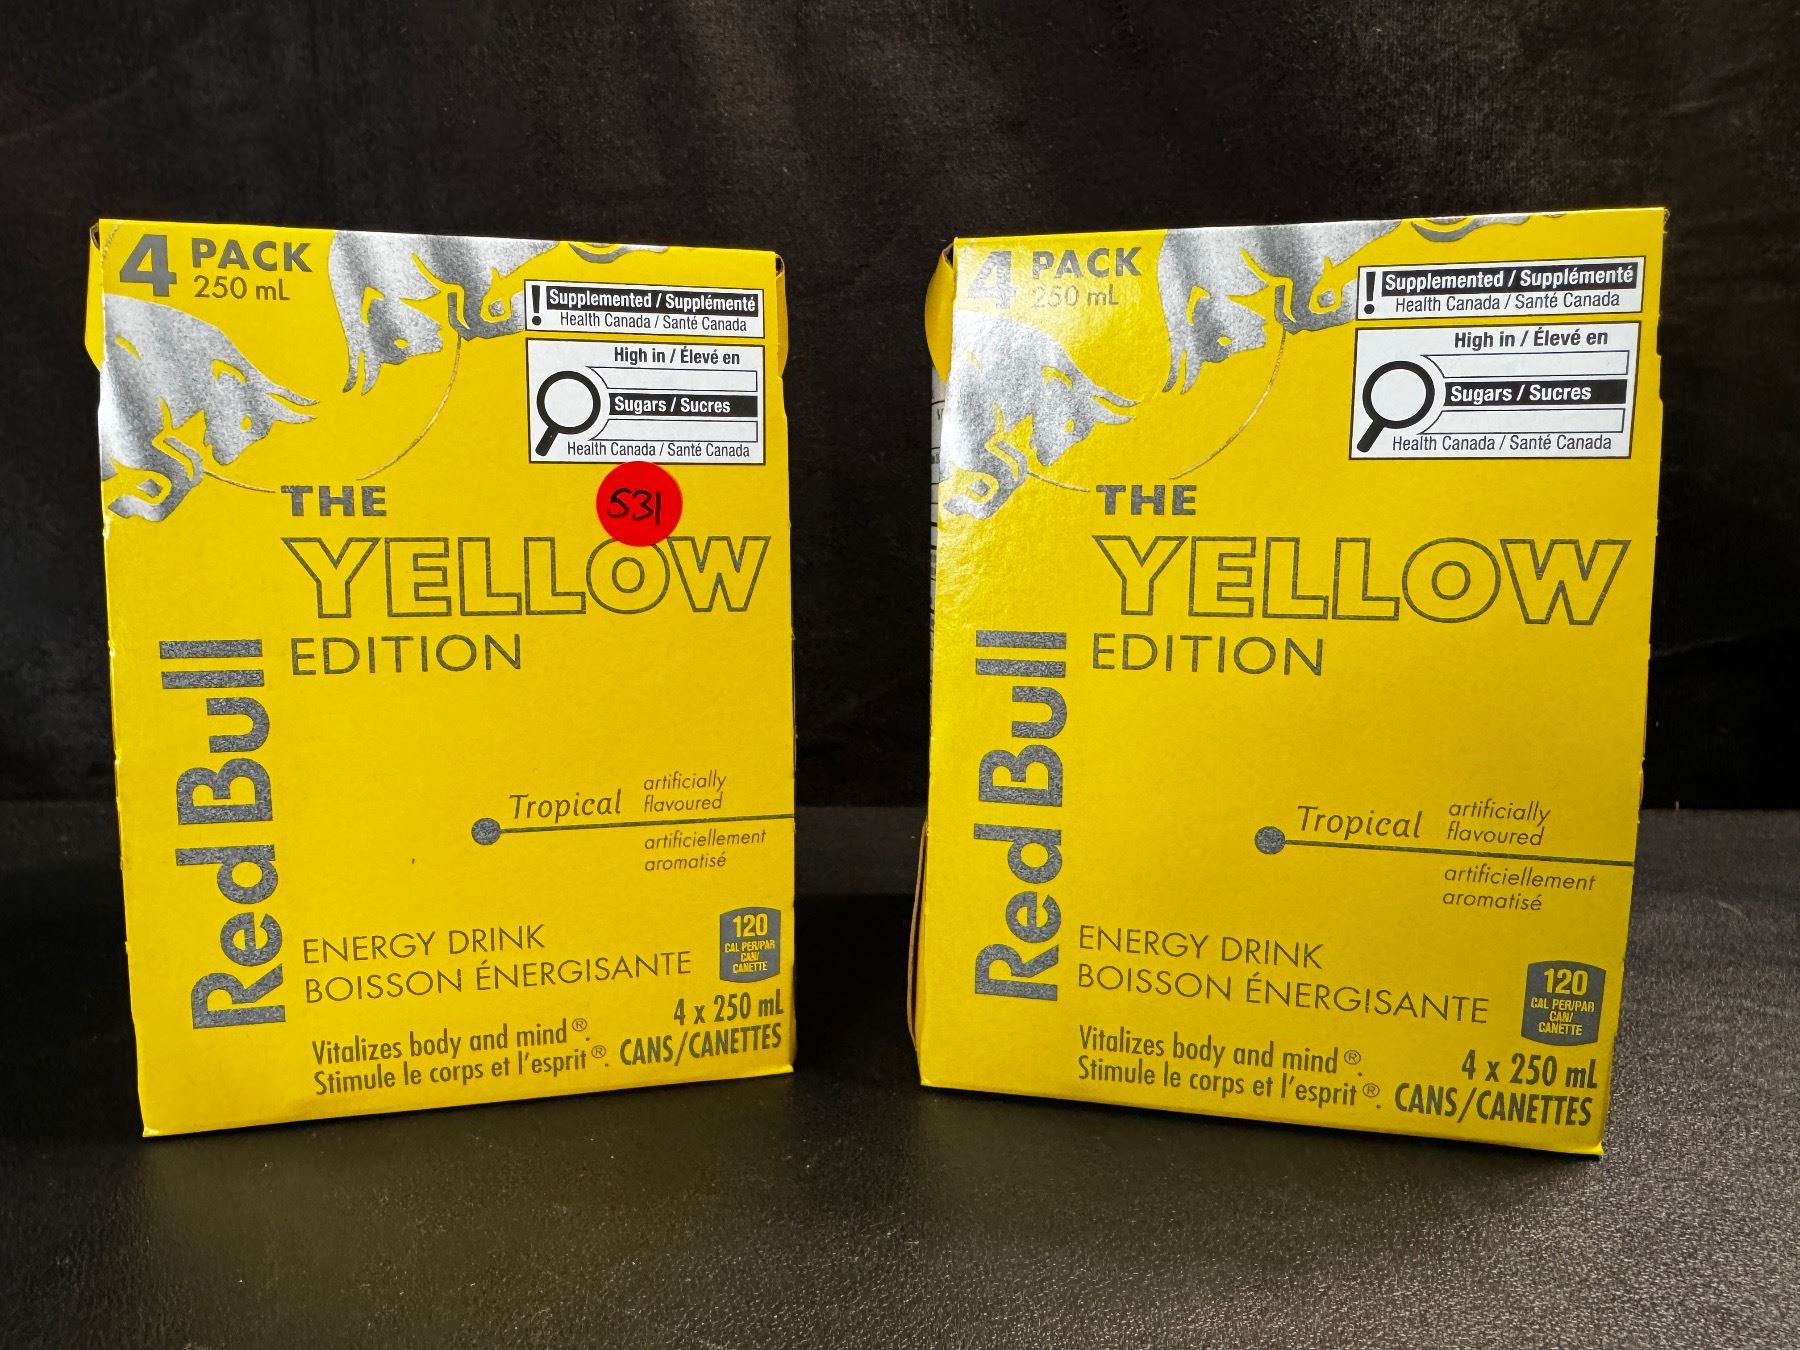 4 PACK
250 mL
! Supplemented / Supplémenté
Health Canada / Santé Canada
High in / Élevé en
Sugars / Sucres
Health Canada / Santé Canada
531
THE
YELLOW
EDITION
Red Bull
Tropical
artificially
flavoured
artificiellement
aromatisé
ENERGY DRINK
BOISSON ÉNERGISANTE
120
CAL PER/PAR
CAN/
CANETTE
Vitalizes body and mind ®.
Stimule le corps et l'esprit ®.
4 x 250 mL
CANS/CANETTES
4 PACK
250 mL
! Supplemented / Supplémenté
Health Canada / Santé Canada
High in / Élevé en
Sugars / Sucres
Health Canada / Santé Canada
THE
YELLOW
EDITION
Red Bull
Tropical
artificially
flavoured
artificiellement
aromatisé
ENERGY DRINK
BOISSON ÉNERGISANTE
120
CAL PER/PAR
CAN/
CANETTE
Vitalizes body and mind ®.
Stimule le corps et l'esprit ®.
4 x 250 mL
CANS/CANETTES